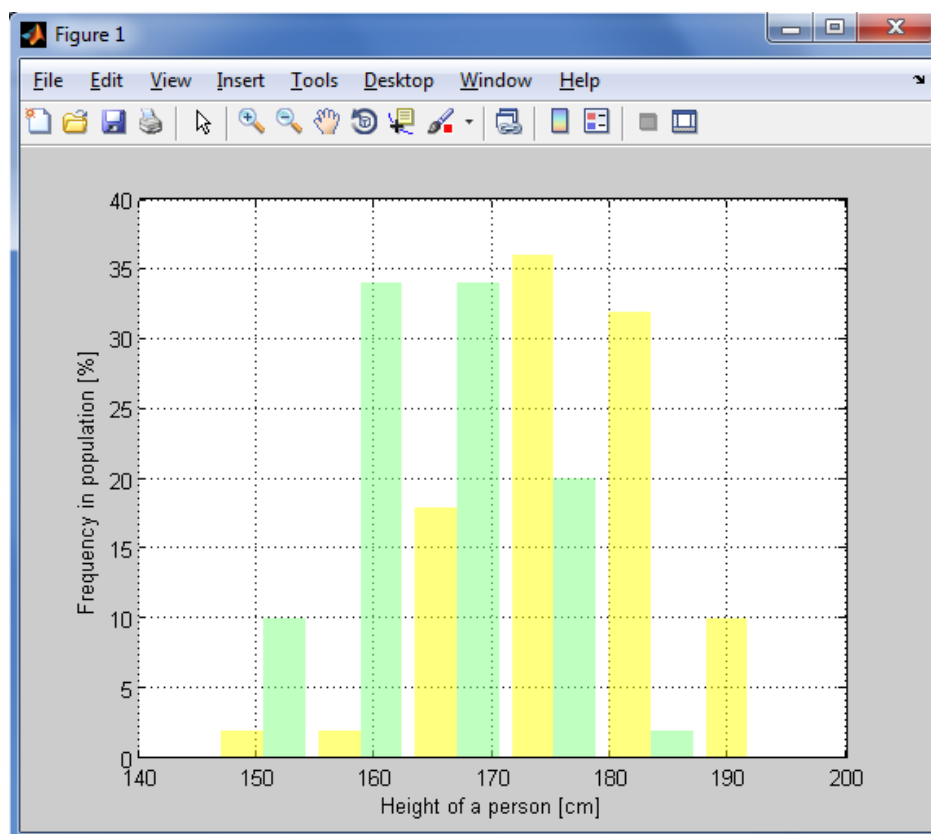 Figure 1
File Edit View Insert Tools Desktop Window Help
40
35
30
25
20
15
10
5
0
Frequency in population [%]
140 150 160 170 180 190 200
Height of a person [cm]